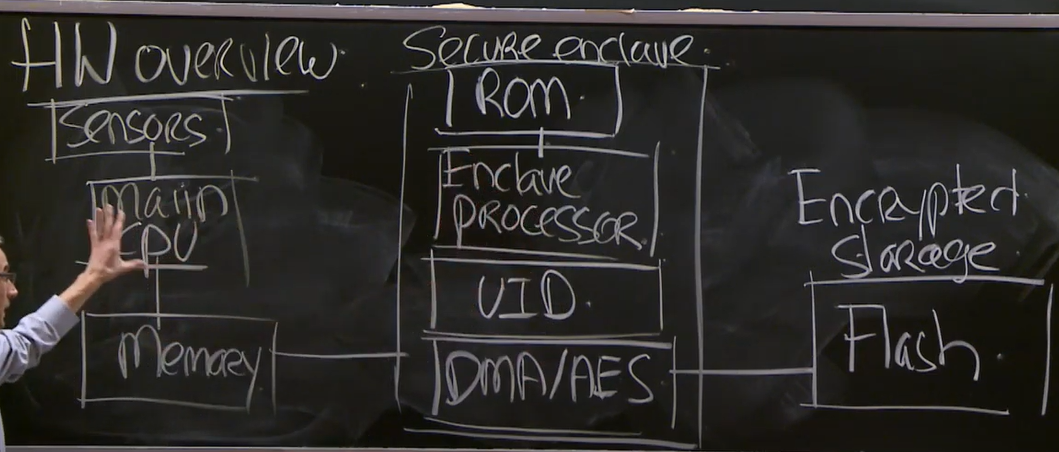 HW overview
Sensors
Main
CPU
Memory
Secure enclave
ROM
Enclave
processor
UID
DMA/AES
Encrypted
Storage
Flash